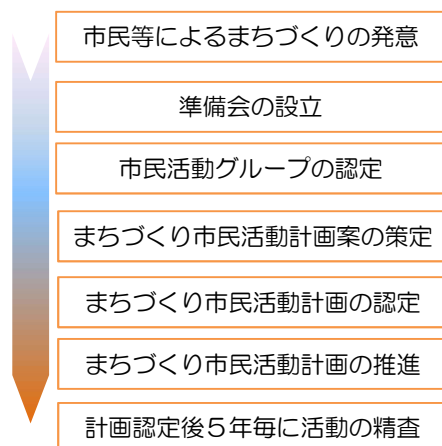 市民等によるまちづくりの発意
準備会の設立
市民活動グループの認定
まちづくり市民活動計画案の策定
まちづくり市民活動計画の認定
まちづくり市民活動計画の推進
計画認定後５年毎に活動の精査